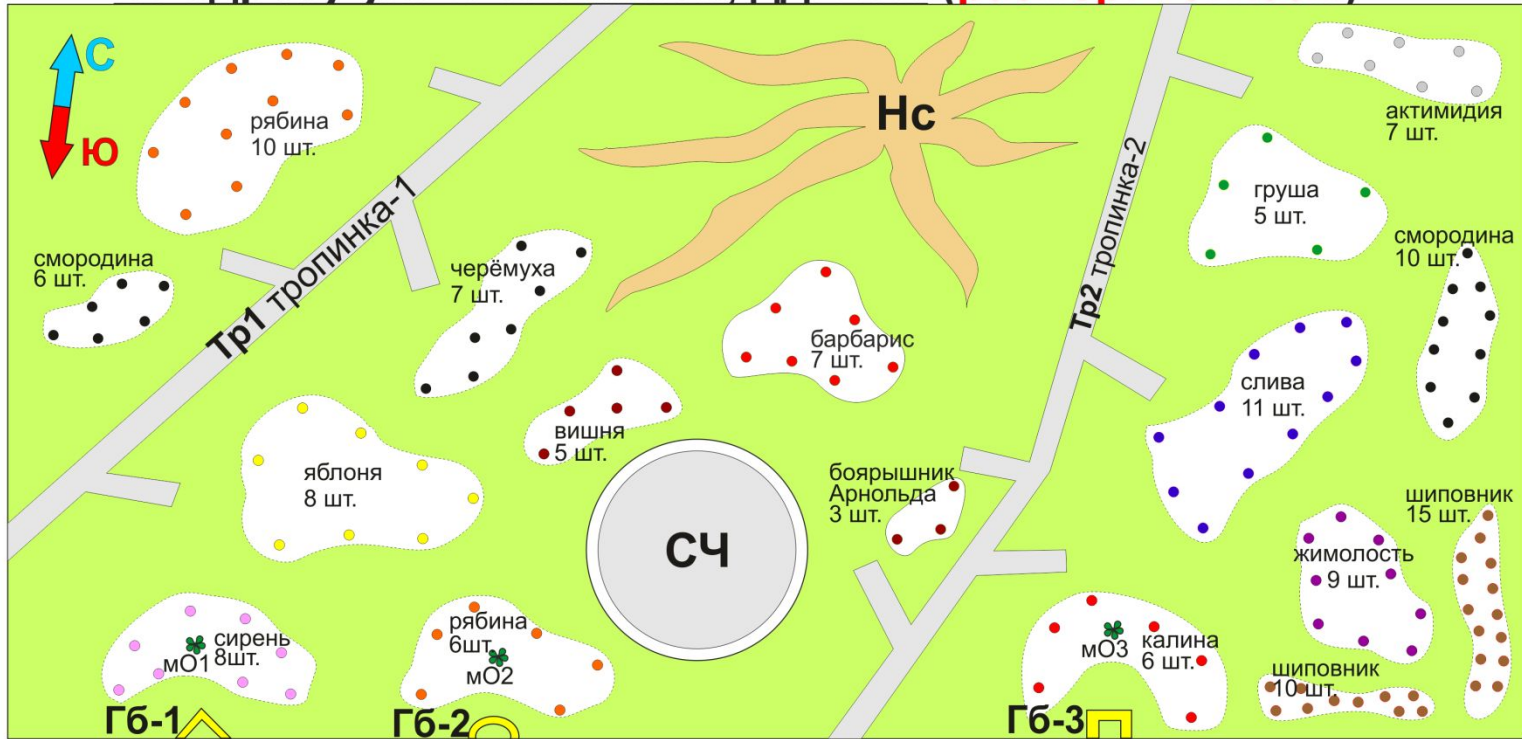 С
Ю
рябина
10 шт.
Нс
актимидия
7 шт.
груша
5 шт.
смородина
10 шт.
смородина
6 шт.
Тр1 тропинка-1
черёмуха
7 шт.
барбарис
7 шт.
Тр2 тропинка-2
слива
11 шт.
вишня
5 шт.
яблоня
8 шт.
боярышник
Арнольда
3 шт.
СЧ
шиповник
15 шт.
жимолость
9 шт.
сирень
8шт.
мО1
рябина
6шт.
мО2
калина
6 шт.
мО3
шиповник
10 шт.
Гб-1
Гб-2
Гб-3